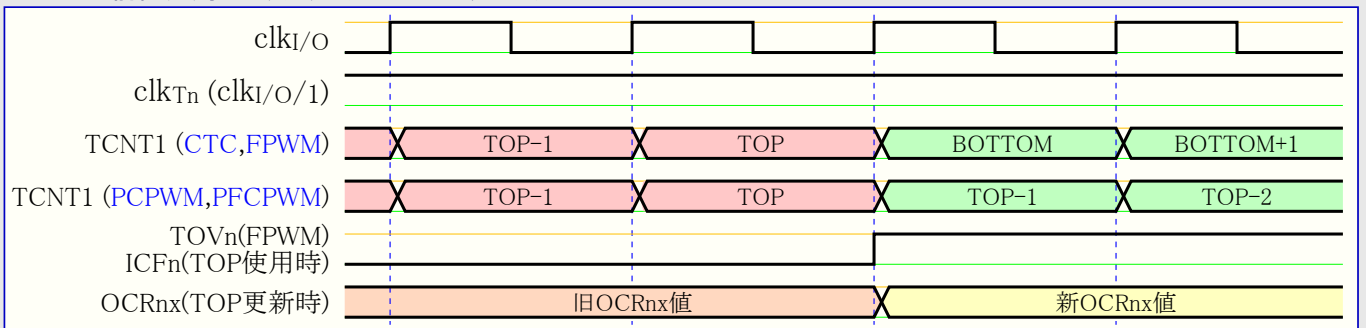 clkI/O
clkTn (clkI/O/1)
TCNT1 (CTC,FPWM) TOP-1 TOP BOTTOM BOTTOM+1
TCNT1 (PCPWM,PFCPWM) TOP-1 TOP TOP-1 TOP-2
TOVn(FPWM)
ICFn(TOP使用時)
OCRnx(TOP更新時) 旧OCRnx値 新OCRnx値